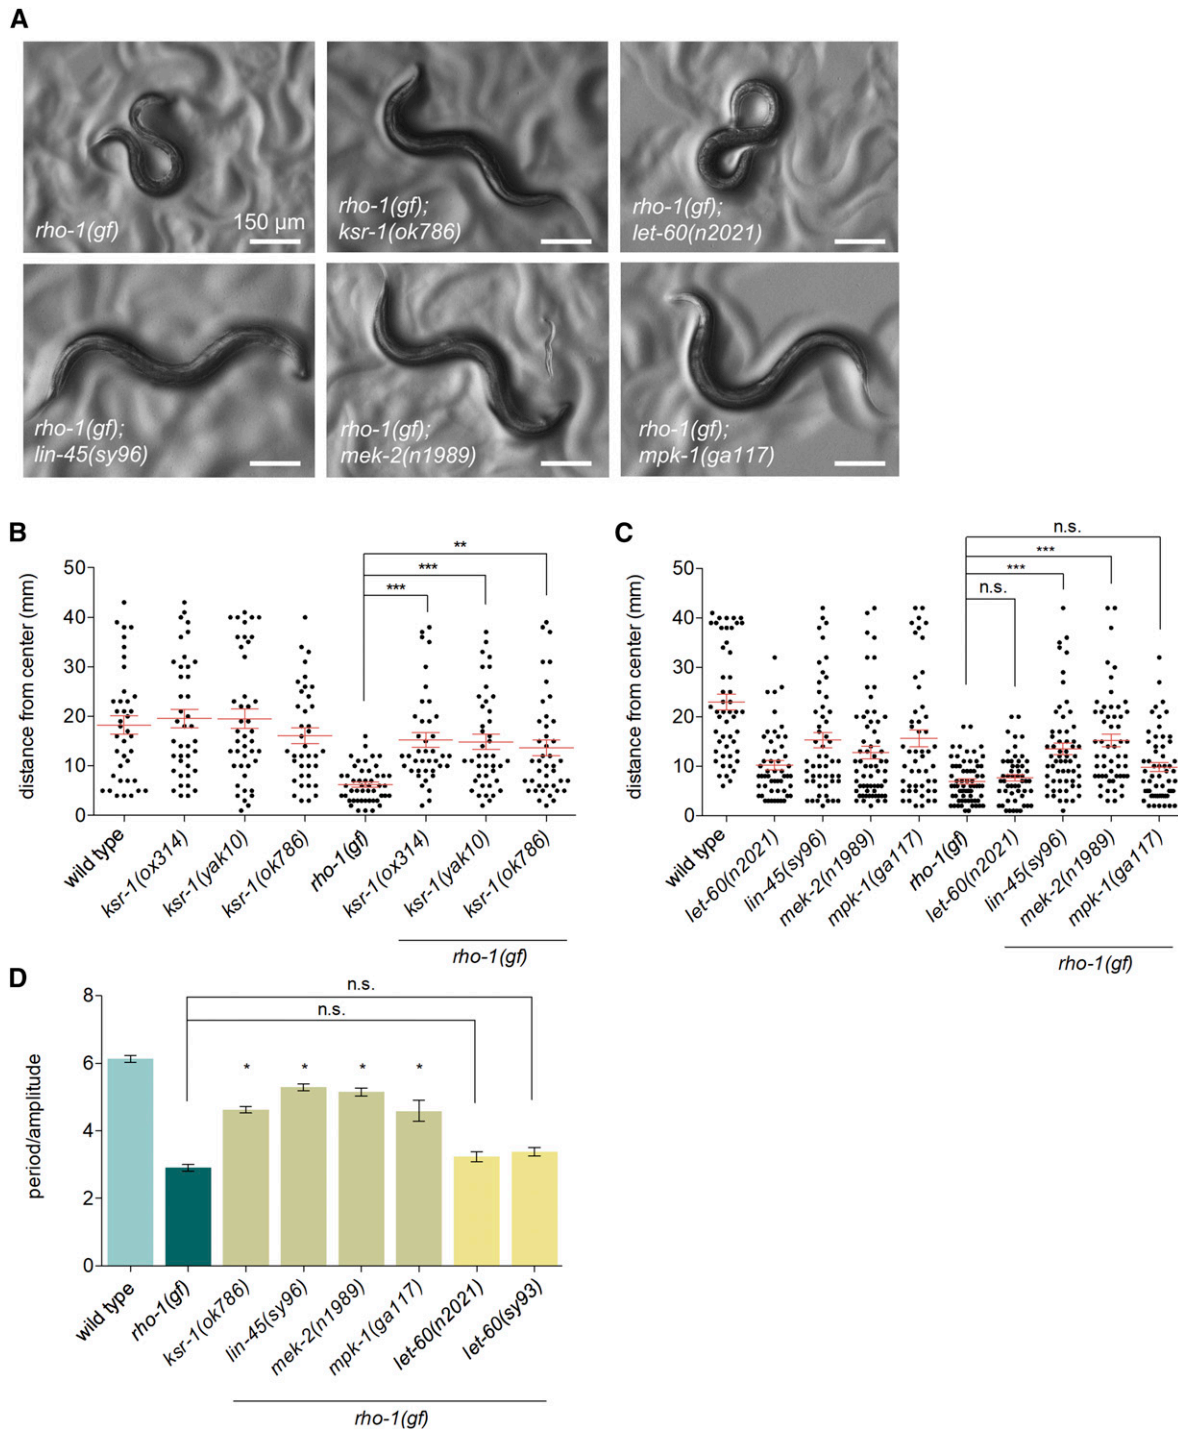 A
rho-1(gf)
150 µm
rho-1(gf);
ksr-1(ok786)
rho-1(gf);
let-60(n2021)
rho-1(gf);
lin-45(sy96)
rho-1(gf);
mek-2(n1989)
rho-1(gf);
mpk-1(ga117)
B
distance from center (mm)
50
40
30
20
10
0
***
***
**
wild type
ksr-1(ox314)
ksr-1(yak10)
ksr-1(ok786)
rho-1(gf)
ksr-1(ox314)
ksr-1(yak10)
ksr-1(ok786)
rho-1(gf)
C
distance from center (mm)
50
40
30
20
10
0
n.s.
***
***
n.s.
wild type
let-60(n2021)
lin-45(sy96)
mek-2(n1989)
mpk-1(ga117)
rho-1(gf)
let-60(n2021)
lin-45(sy96)
mek-2(n1989)
mpk-1(ga117)
rho-1(gf)
D
period/amplitude
8
6
4
2
0
n.s.
n.s.
* * * *
wild type
rho-1(gf)
ksr-1(ok786)
lin-45(sy96)
mek-2(n1989)
mpk-1(ga117)
let-60(n2021)
let-60(sy93)
rho-1(gf)